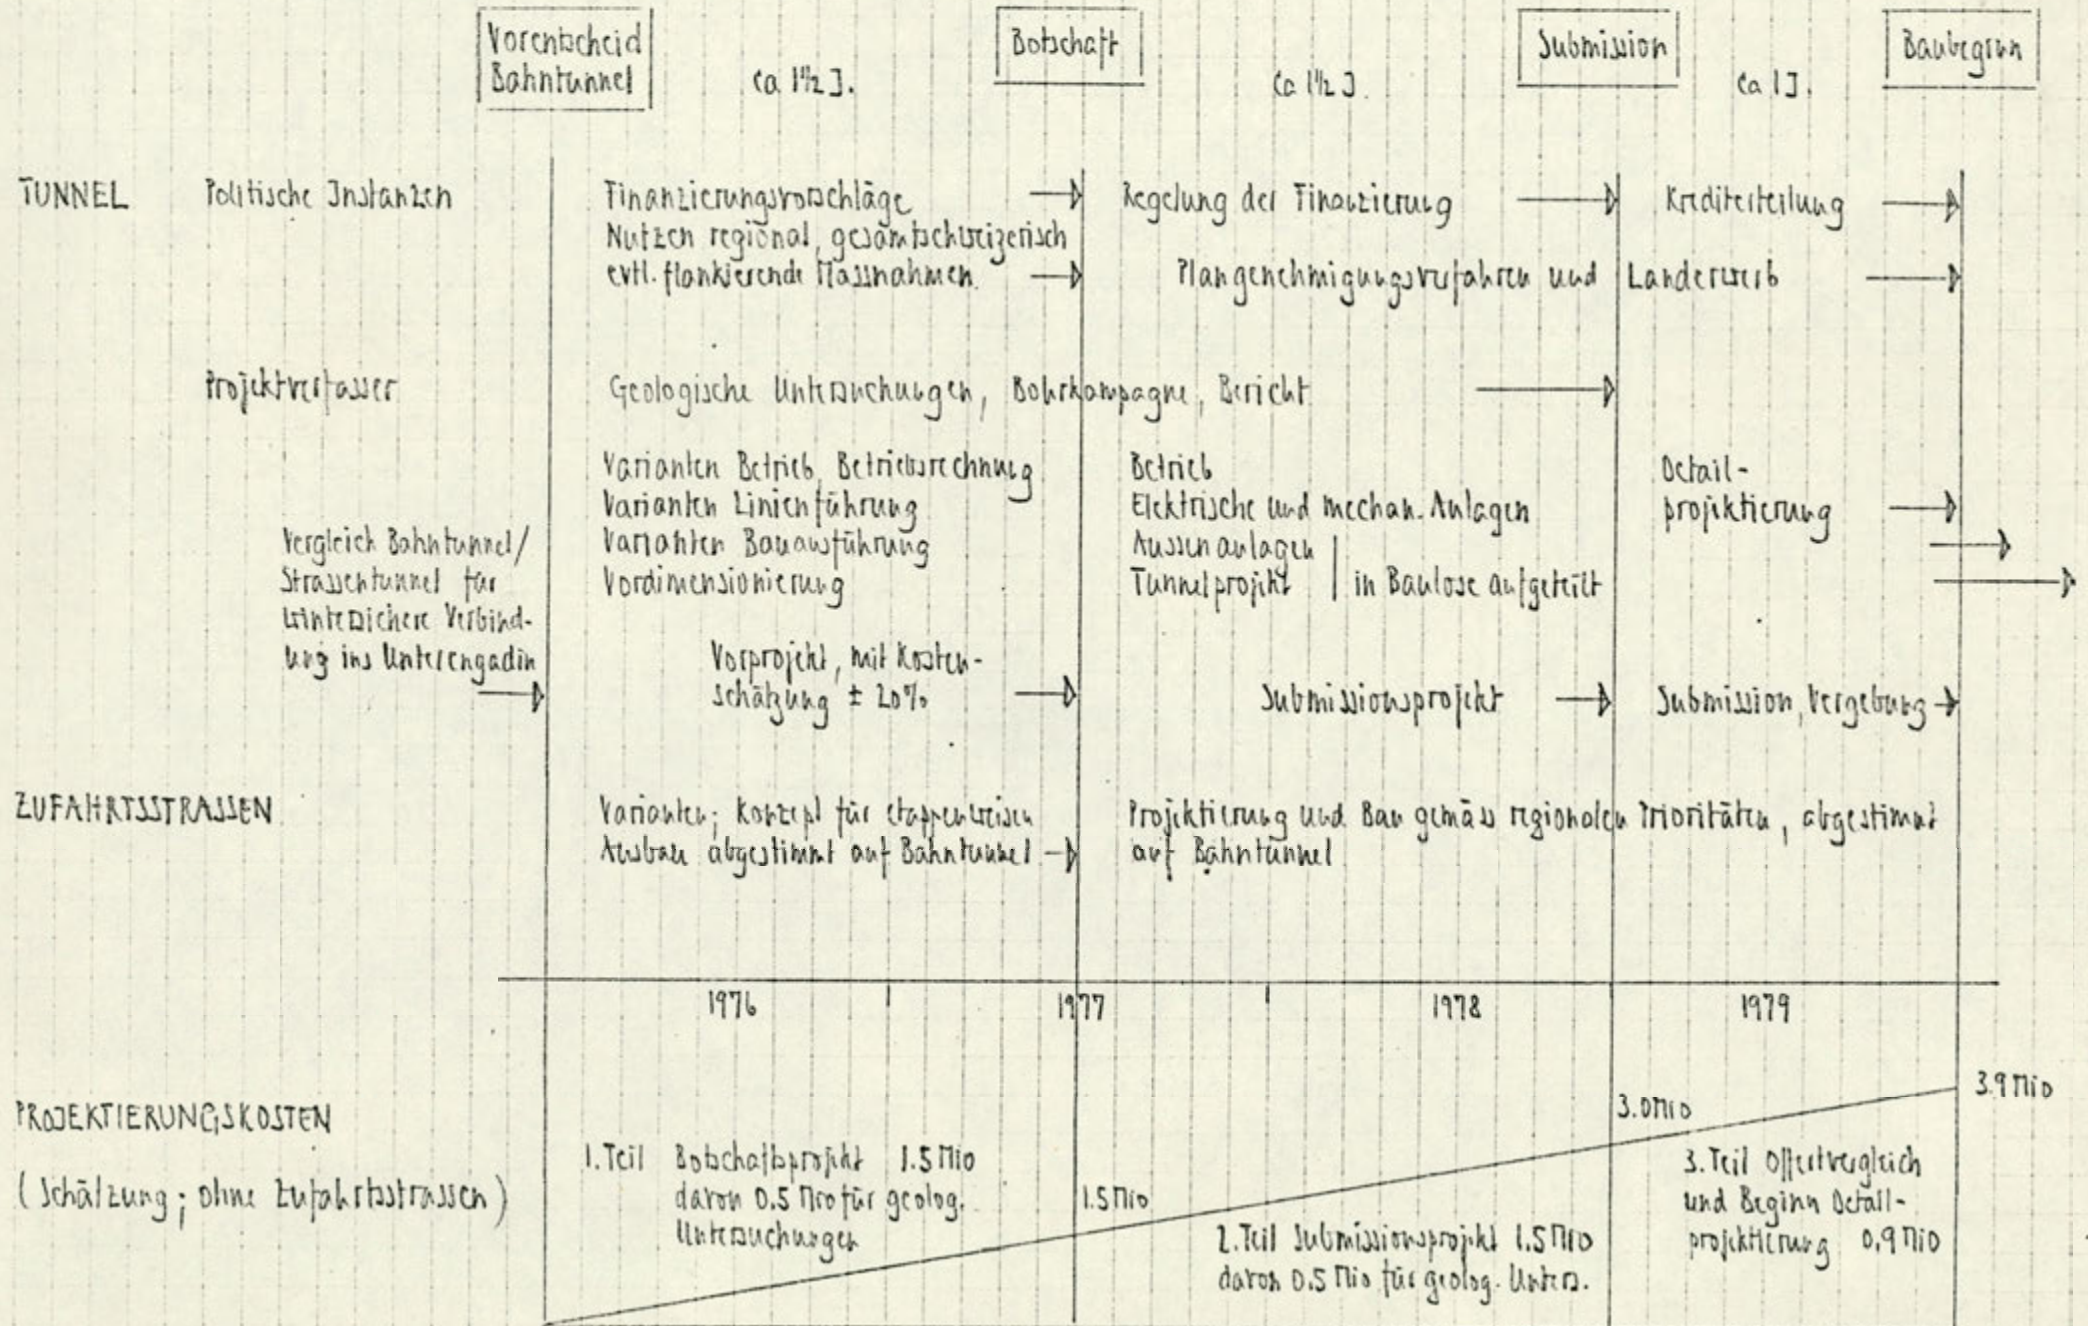 Vorentscheid
Bahntunnel
ca 1½ J.
Botschaft
ca 1½ J.
Submission
ca 1 J.
Baubeginn
TUNNEL
Politische Instanzen
Finanzierungsvorschläge
Nutzen regional, gesamtschweizerisch
evtl. flankierende Massnahmen
Regelung der Finanzierung
Krediterteilung
Plangenehmigungsverfahren und Landerwerb
Projektverfasser
Geologische Untersuchungen, Bohrkampagne, Bericht
Vergleich Bahntunnel/
Strassentunnel für
wintersichere Verbind-
ung ins Unterengadin
Varianten Betrieb, Betriebsrechnung
Varianten Linienführung
Varianten Bauausführung
Vordimensionierung
Vorprojekt, mit Kosten-
schätzung ± 20%
Betrieb
Elektrische und mechan. Anlagen
Aussenanlagen
Tunnelprojekt
in Baulose aufgeteilt
Submissionsprojekt
Detail-
projektierung
Submission, Vergebung
ZUFAHRTSSTRASSEN
Varianten; Konzept für etappenweisen
Ausbau abgestimmt auf Bahntunnel
Projektierung und Bau gemäss regionalen Prioritäten, abgestimmt
auf Bahntunnel
1976
1977
1978
1979
PROJEKTIERUNGSKOSTEN
(Schätzung; ohne Zufahrtsstrassen)
1. Teil Botschaftsprojekt 1.5 Mio
davon 0.5 Mio für geolog.
Untersuchungen
1.5 Mio
2. Teil Submissionsprojekt 1.5 Mio
davon 0.5 Mio für geolog. Unters.
3.0 Mio
3. Teil Offertvergleich
und Beginn Detail-
projektierung 0,9 Mio
3.9 Mio